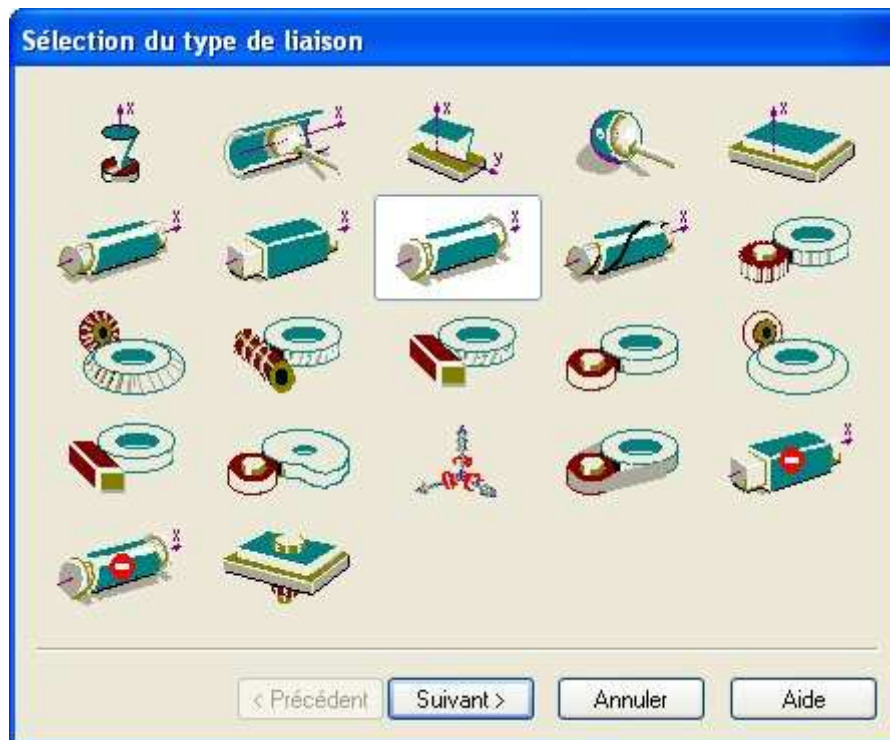 Sélection du type de liaison
x x x x
y
x x x x
x
x
< Précédent Suivant > Annuler Aide